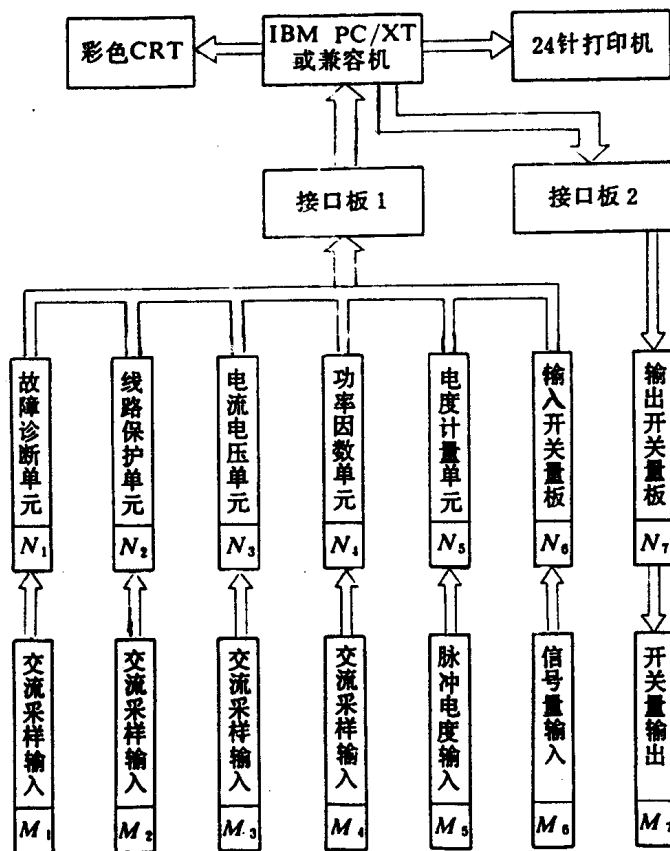 彩色CRT
IBM PC/XT
或兼容机
24针打印机
接口板1
接口板2
故障诊断单元
N₁
线路保护单元
N₂
电流电压单元
N₃
功率因数单元
N₄
电度计量单元
N₅
输入开关量板
N₆
输出开关量板
N₇
交流采样输入
M₁
交流采样输入
M₂
交流采样输入
M₃
交流采样输入
M₄
脉冲电度输入
M₅
信号量输入
M₆
开关量输出
M₇